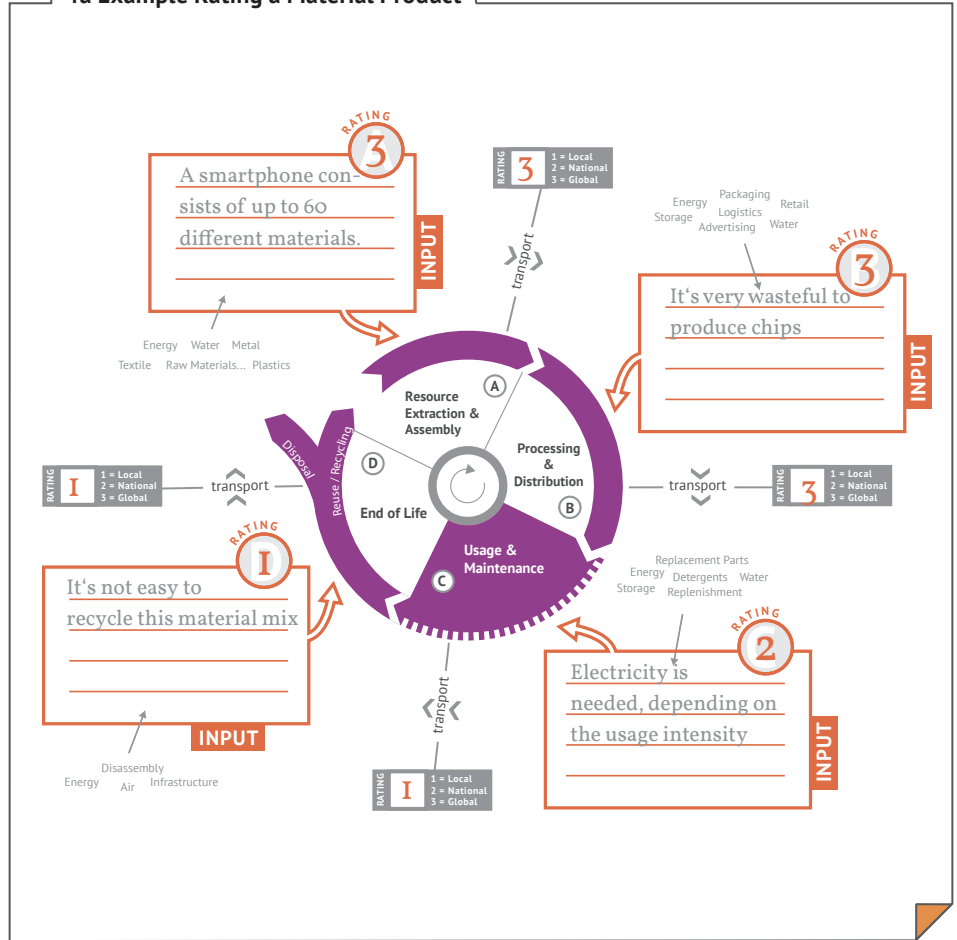 4a Example Rating a Material Product
RATING
3
A smartphone con-
sists of up to 60
different materials.
INPUT
Energy Water Metal
Textile Raw Materials... Plastics
RATING
3
1 = Local
2 = National
3 = Global
transport
Packaging
Energy Retail
Logistics
Storage Water
Advertising
RATING
3
It's very wasteful to
produce chips
INPUT
A
Resource
Extraction &
Assembly
Processing
&
Distribution
B
Usage &
Maintenance
C
D
End of Life
Reuse / Recycling
Disposal
RATING
I
1 = Local
2 = National
3 = Global
transport
transport
RATING
3
1 = Local
2 = National
3 = Global
RATING
I
It's not easy to
recycle this material mix
INPUT
Disassembly
Energy Infrastructure
Air
transport
RATING
I
1 = Local
2 = National
3 = Global
Replacement Parts
Energy Detergents Water
Storage Replenishment
RATING
2
Electricity is
needed, depending on
the usage intensity
INPUT